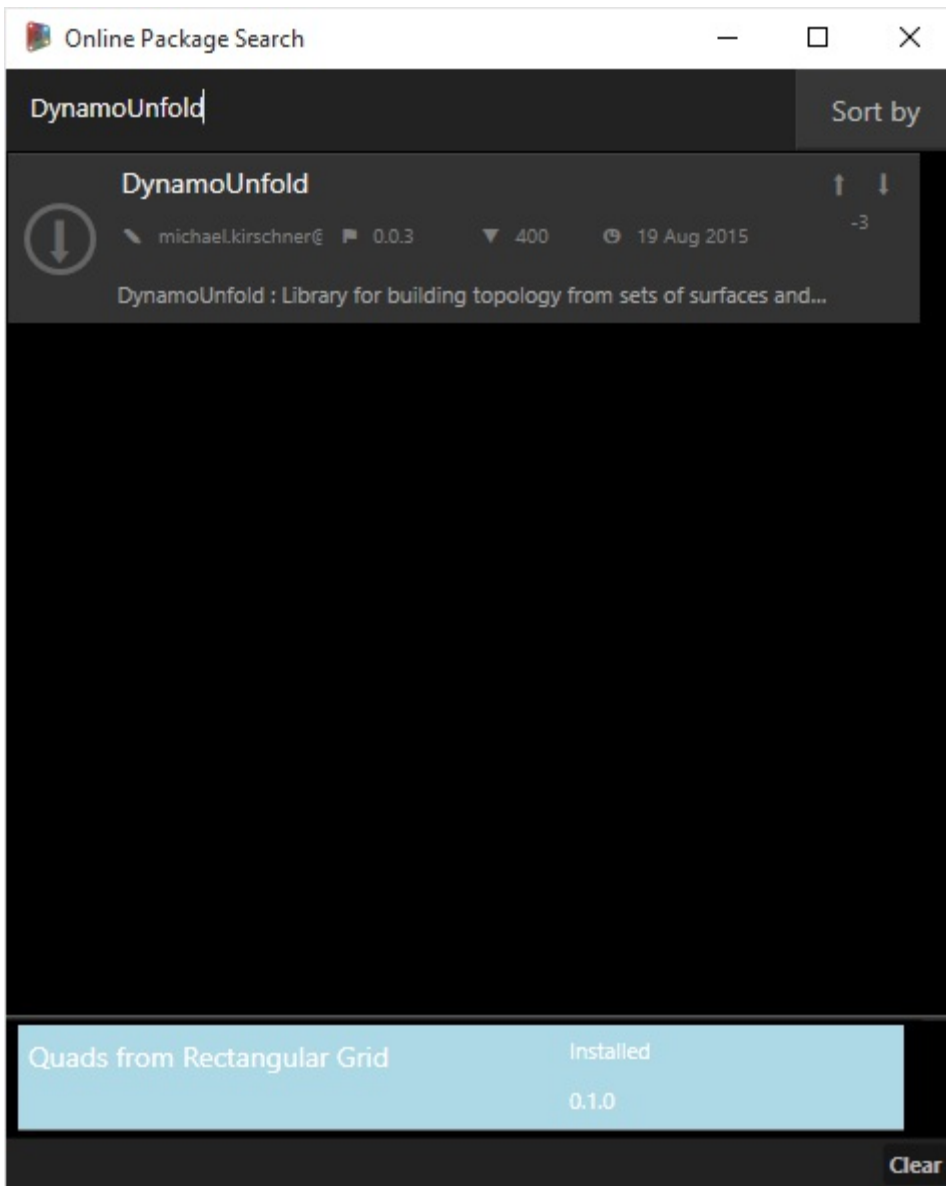 Online Package Search
DynamoUnfold
Sort by
DynamoUnfold
michael.kirschner@ 0.0.3 400 19 Aug 2015
-3
DynamoUnfold : Library for building topology from sets of surfaces and...
Quads from Rectangular Grid
Installed
0.1.0
Clear